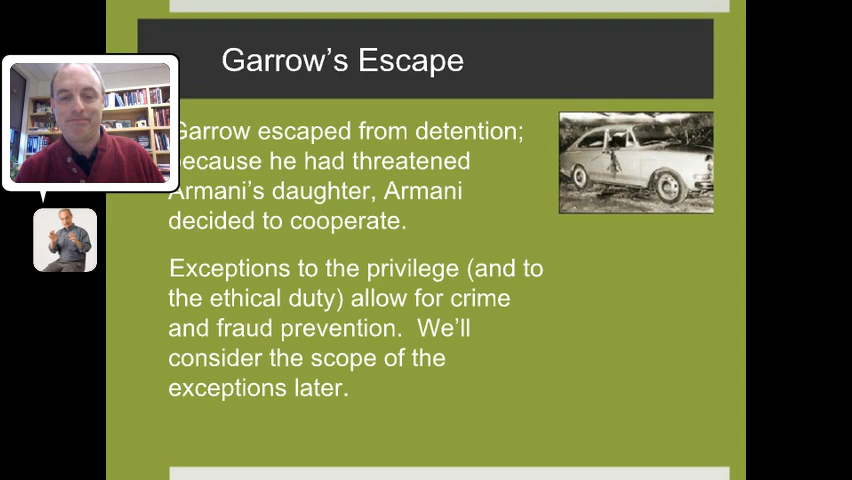 Garrow’s Escape
Garrow escaped from detention;
because he had threatened
Armani’s daughter, Armani
decided to cooperate.
Exceptions to the privilege (and to
the ethical duty) allow for crime
and fraud prevention.  We’ll
consider the scope of the
exceptions later.